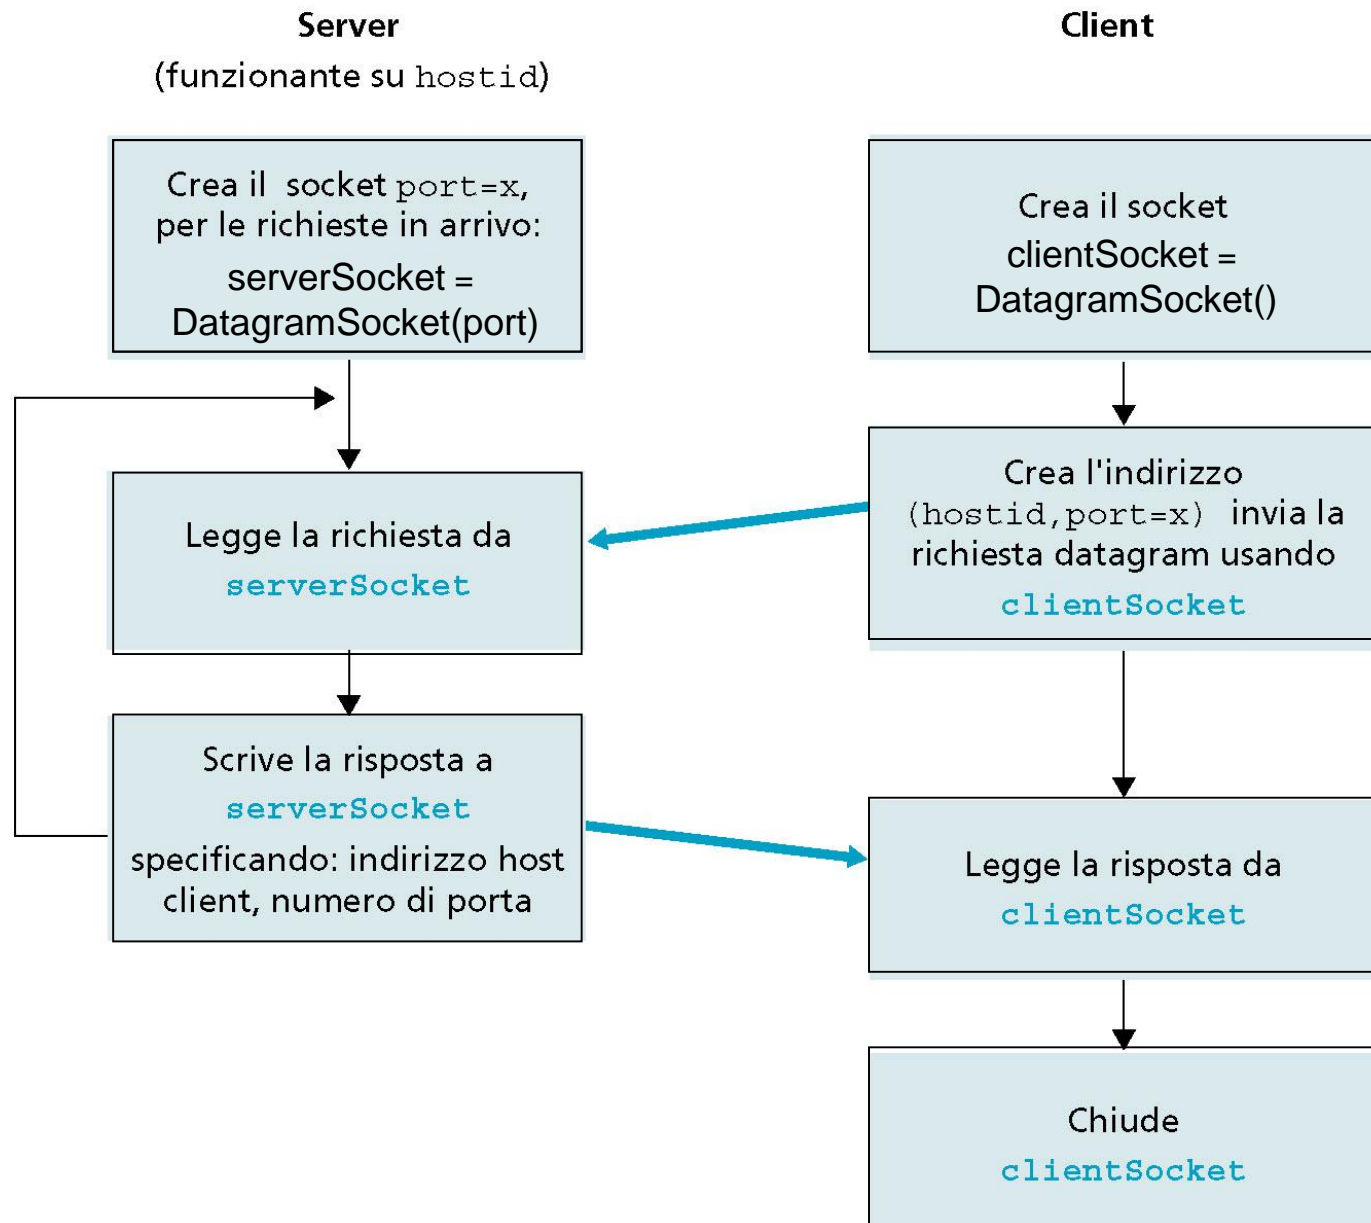 Server
(funzionante su hostid)
Crea il socket port=x,
per le richieste in arrivo:
serverSocket =
DatagramSocket(port)
Legge la richiesta da
serverSocket
Scrive la risposta a
serverSocket
specificando: indirizzo host
client, numero di porta
Client
Crea il socket
clientSocket =
DatagramSocket()
Crea l'indirizzo
(hostid,port=x) invia la
richiesta datagram usando
clientSocket
Legge la risposta da
clientSocket
Chiude
clientSocket